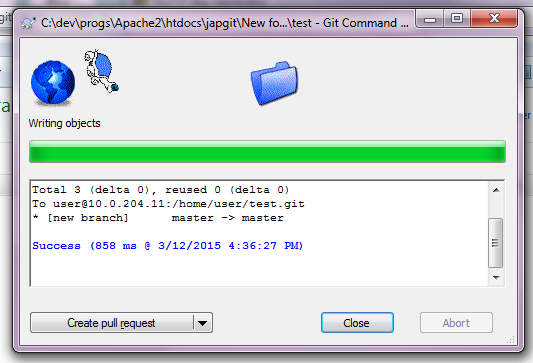 C:\dev\progs\Apache2\htdocs\japgit\New fo...\test - Git Command ...
Writing objects
Total 3 (delta 0), reused 0 (delta 0)
To user@10.0.204.11:/home/user/test.git
* [new branch]      master -> master
Success (858 ms @ 3/12/2015 4:36:27 PM)
Create pull request
Close
Abort